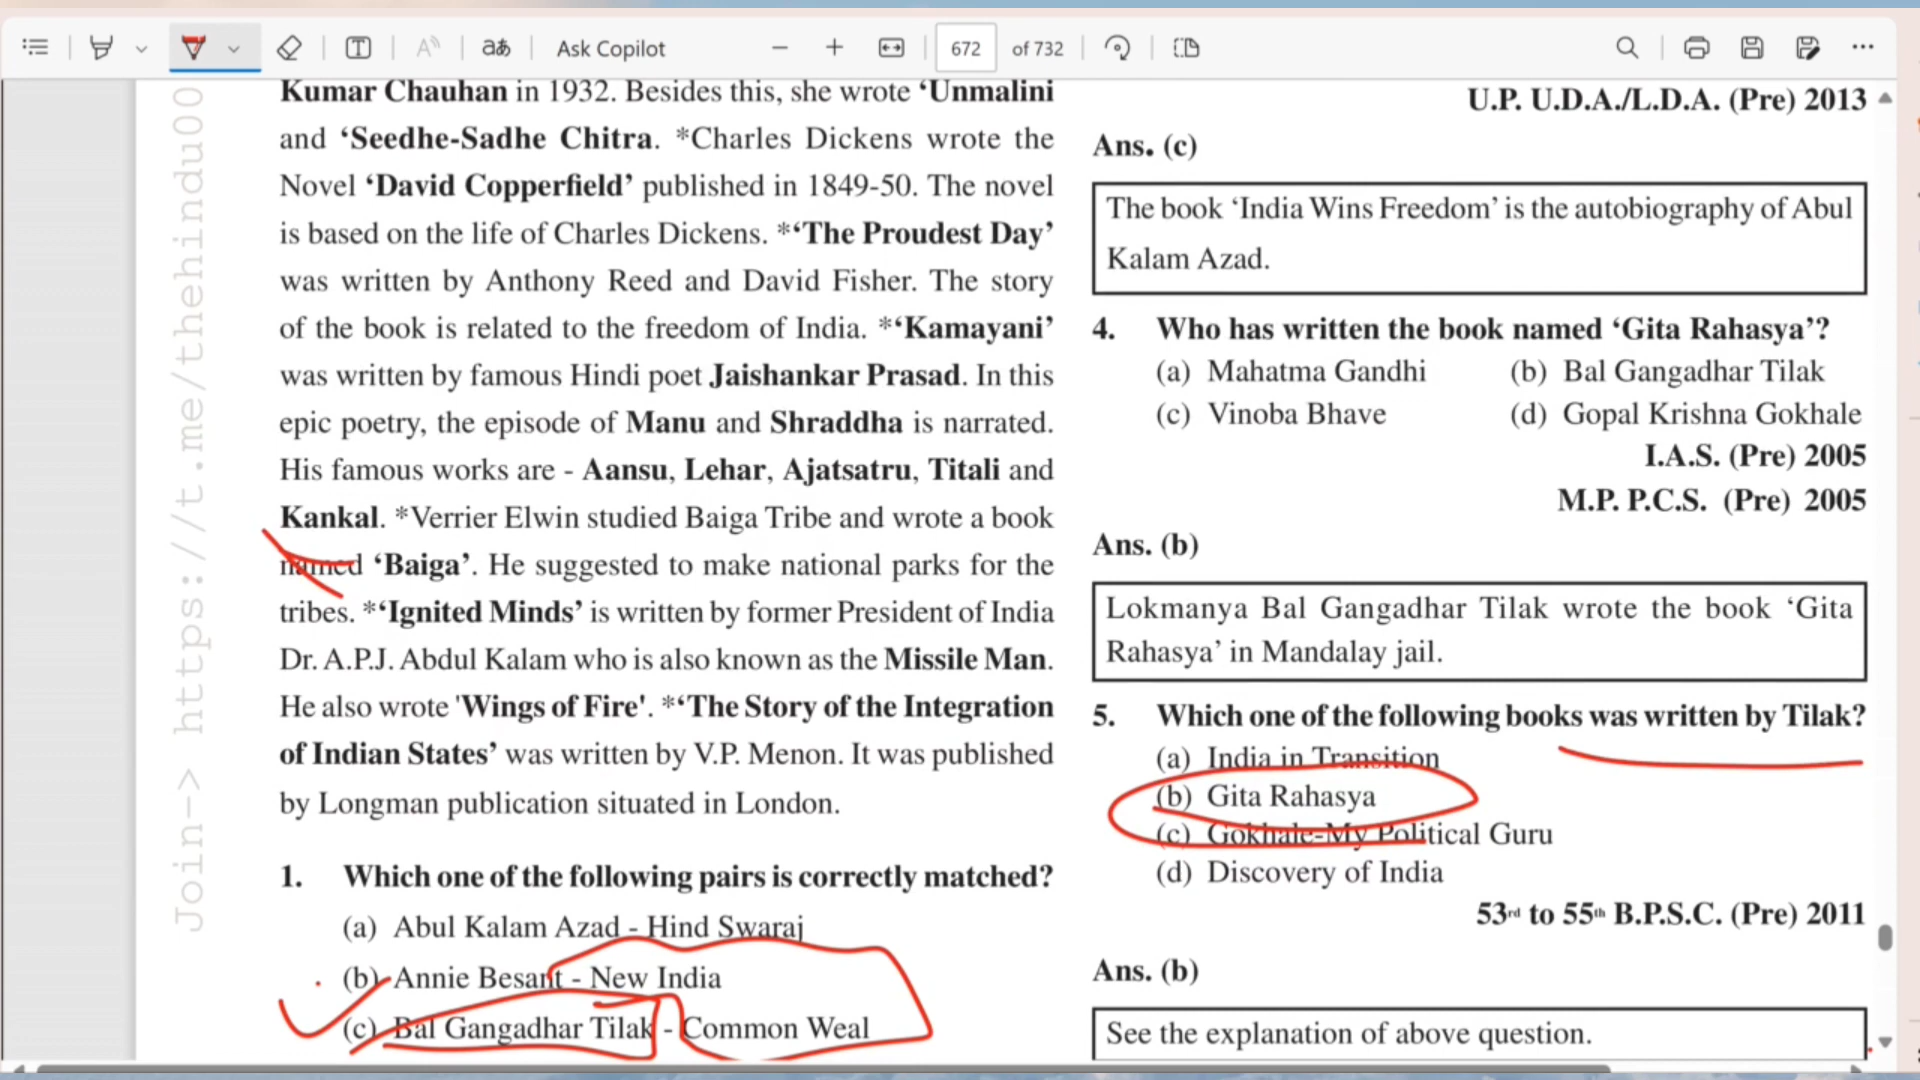 Ask Copilot
672 of 732
Join-> https://t.me/thehindu00
Kumar Chauhan in 1932. Besides this, she wrote ‘Unmalini
and ‘Seedhe-Sadhe Chitra. *Charles Dickens wrote the
Novel ‘David Copperfield’ published in 1849-50. The novel
is based on the life of Charles Dickens. *‘The Proudest Day’
was written by Anthony Reed and David Fisher. The story
of the book is related to the freedom of India. *‘Kamayani’
was written by famous Hindi poet Jaishankar Prasad. In this
epic poetry, the episode of Manu and Shraddha is narrated.
His famous works are - Aansu, Lehar, Ajatsatru, Titali and
Kankal. *Verrier Elwin studied Baiga Tribe and wrote a book
named ‘Baiga’. He suggested to make national parks for the
tribes. *‘Ignited Minds’ is written by former President of India
Dr. A.P.J. Abdul Kalam who is also known as the Missile Man.
He also wrote 'Wings of Fire'. *‘The Story of the Integration
of Indian States’ was written by V.P. Menon. It was published
by Longman publication situated in London.
1. Which one of the following pairs is correctly matched?
(a) Abul Kalam Azad - Hind Swaraj
(b) Annie Besant - New India
(c) Bal Gangadhar Tilak - Common Weal
U.P. U.D.A./L.D.A. (Pre) 2013
Ans. (c)
The book ‘India Wins Freedom’ is the autobiography of Abul
Kalam Azad.
4. Who has written the book named ‘Gita Rahasya’?
(a) Mahatma Gandhi (b) Bal Gangadhar Tilak
(c) Vinoba Bhave (d) Gopal Krishna Gokhale
I.A.S. (Pre) 2005
M.P. P.C.S. (Pre) 2005
Ans. (b)
Lokmanya Bal Gangadhar Tilak wrote the book ‘Gita
Rahasya’ in Mandalay jail.
5. Which one of the following books was written by Tilak?
(a) India in Transition
(b) Gita Rahasya
(c) Gokhale-My Political Guru
(d) Discovery of India
53rd to 55th B.P.S.C. (Pre) 2011
Ans. (b)
See the explanation of above question.